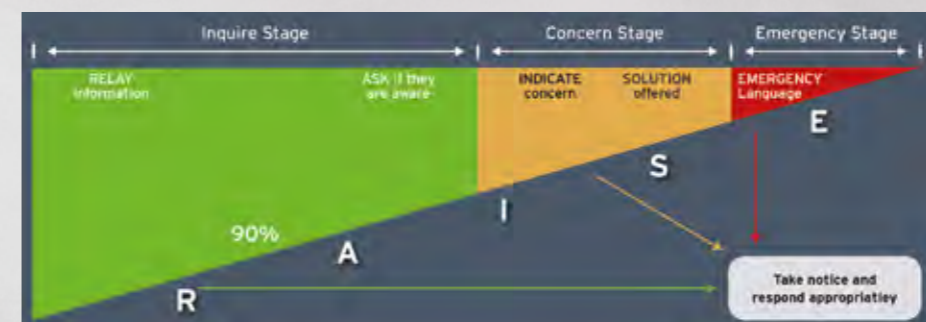 Inquire Stage
Concern Stage
Emergency Stage
RELAY
information
ASK if they
are aware
INDICATE
concern
SOLUTION
offered
EMERGENCY
Language
E
S
I
90%
A
R
Take notice and
respond appropriatley